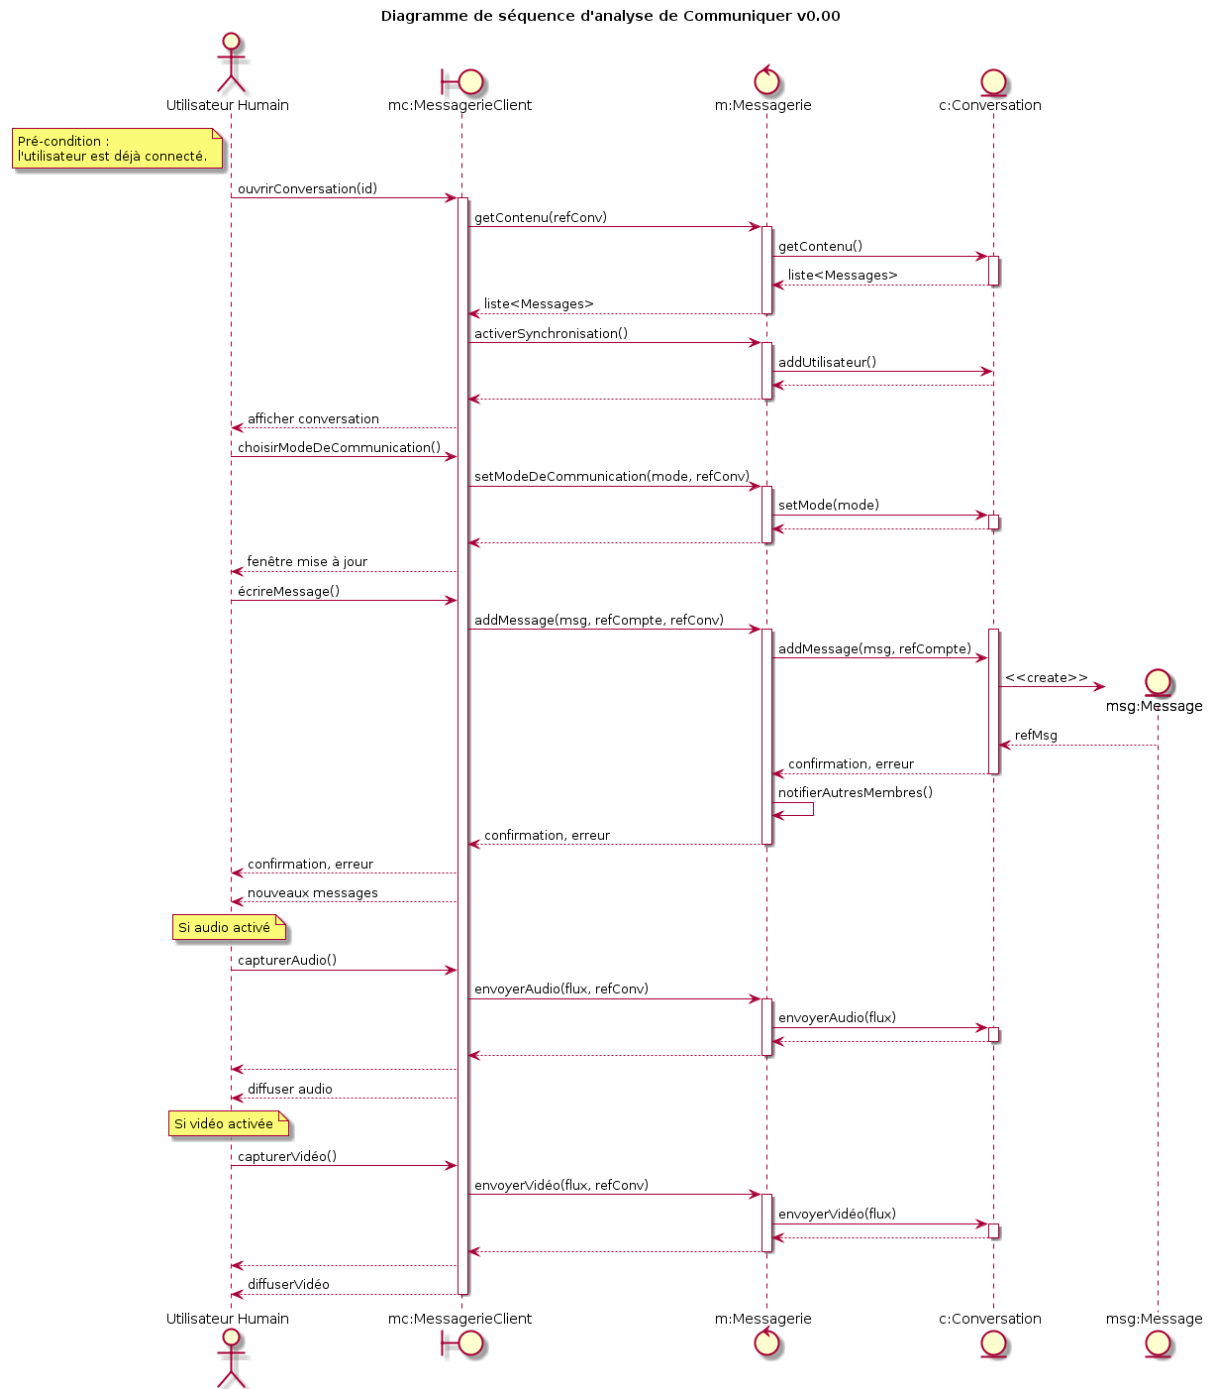 Diagramme de séquence d'analyse de Communiquer v0.00
Utilisateur Humain
mc:MessagerieClient
m:Messagerie
c:Conversation
Pré-condition :
l'utilisateur est déjà connecté.
ouvrirConversation(id)
getContenu(refConv)
getContenu()
liste<Messages>
liste<Messages>
activerSynchronisation()
addUtilisateur()
afficher conversation
choisirModeDeCommunication()
setModeDeCommunication(mode, refConv)
setMode(mode)
fenêtre mise à jour
écrireMessage()
addMessage(msg, refCompte, refConv)
addMessage(msg, refCompte)
<<create>>
msg:Message
refMsg
confirmation, erreur
notifierAutresMembres()
confirmation, erreur
confirmation, erreur
nouveaux messages
Si audio activé
capturerAudio()
envoyerAudio(flux, refConv)
envoyerAudio(flux)
diffuser audio
Si vidéo activée
capturerVidéo()
envoyerVidéo(flux, refConv)
envoyerVidéo(flux)
diffuserVidéo
Utilisateur Humain
mc:MessagerieClient
m:Messagerie
c:Conversation
msg:Message